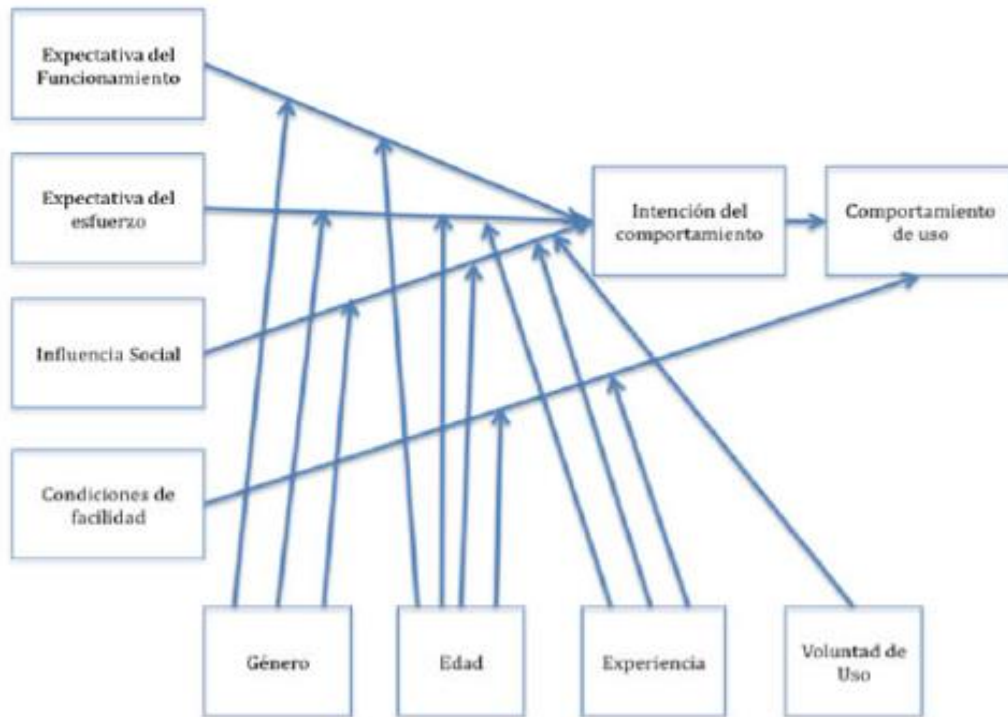 Expectativa del
Funcionamiento
Expectativa del
esfuerzo
Influencia Social
Condiciones de
facilidad
Intención del
comportamiento
Comportamiento
de uso
Género
Edad
Experiencia
Voluntad de
Uso